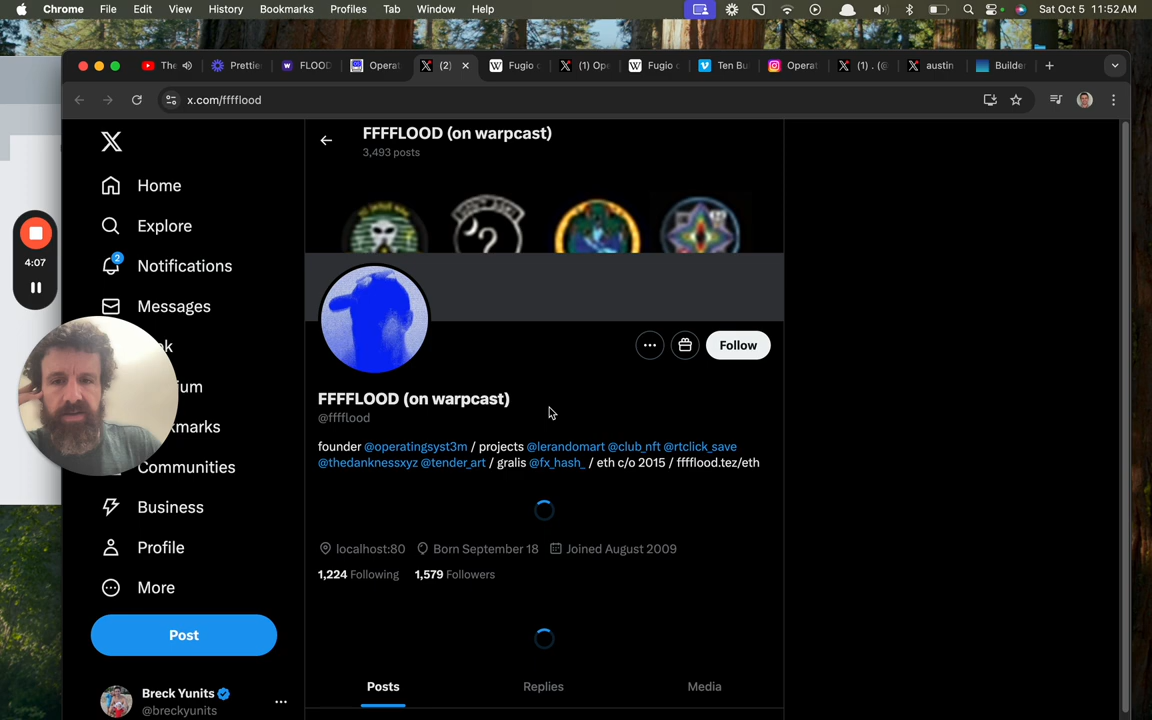 Chrome File Edit View History Bookmarks Profiles Tab Window Help Sat Oct 5 11:52 AM
The Prettie FLOOD Operat (2) Fugio (1) Ope Fugio Ten Bu Operat (1) . (@ austin Builde
x.com/fffflood
FFFFLOOD (on warpcast)
3,493 posts
Home
Explore
2
Notifications
4:07
Messages
Follow
FFFFLOOD (on warpcast)
@fffflood
founder @operatingsyst3m / projects @lerandomart @club_nft @rtclick_save
@thedanknessxyz @tender_art / gralis @fx_hash_ / eth c/o 2015 / fffflood.tez/eth
Communities
Business
localhost:80 Born September 18 Joined August 2009
Profile
1,224 Following 1,579 Followers
More
Post
Posts Replies Media
Breck Yunits
@breckyunits